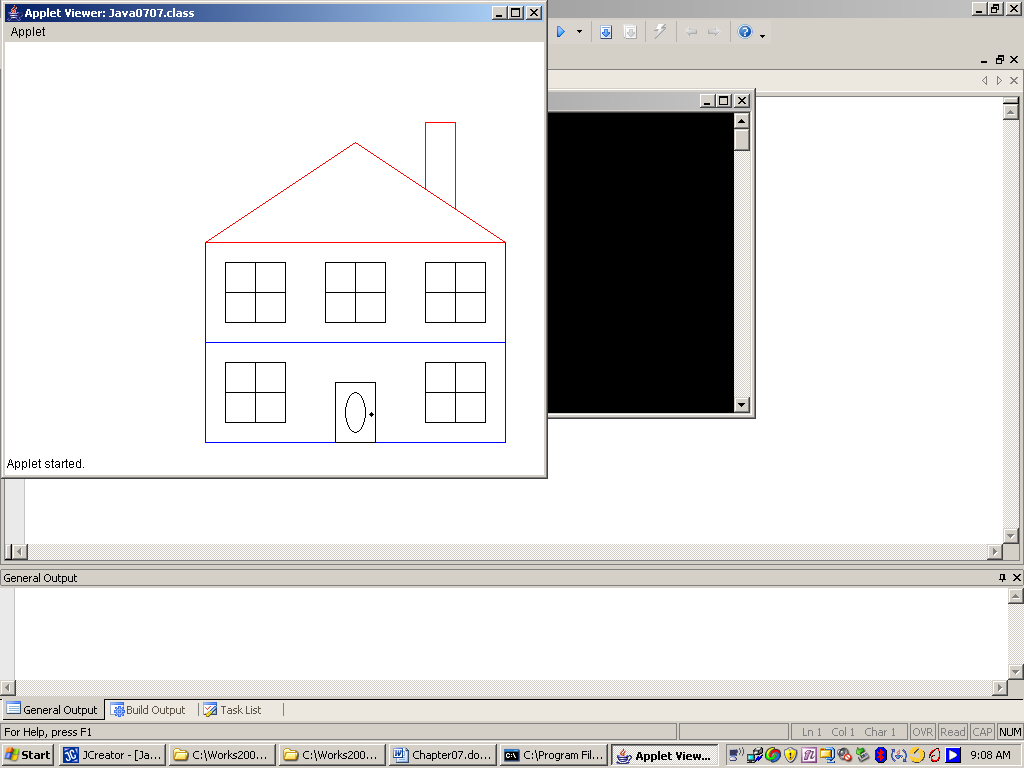 Applet Viewer: Java0707.class
Applet
Applet started.
General Output
General Output Build Output Task List
For Help, press F1
Ln 1 Col 1 Char 1 OVR Read CAP NUM
Start JCreator - [Ja... C:\Works200... C:\Works200... Chapter07.do... C:\Program Fil... Applet View... 9:08 AM